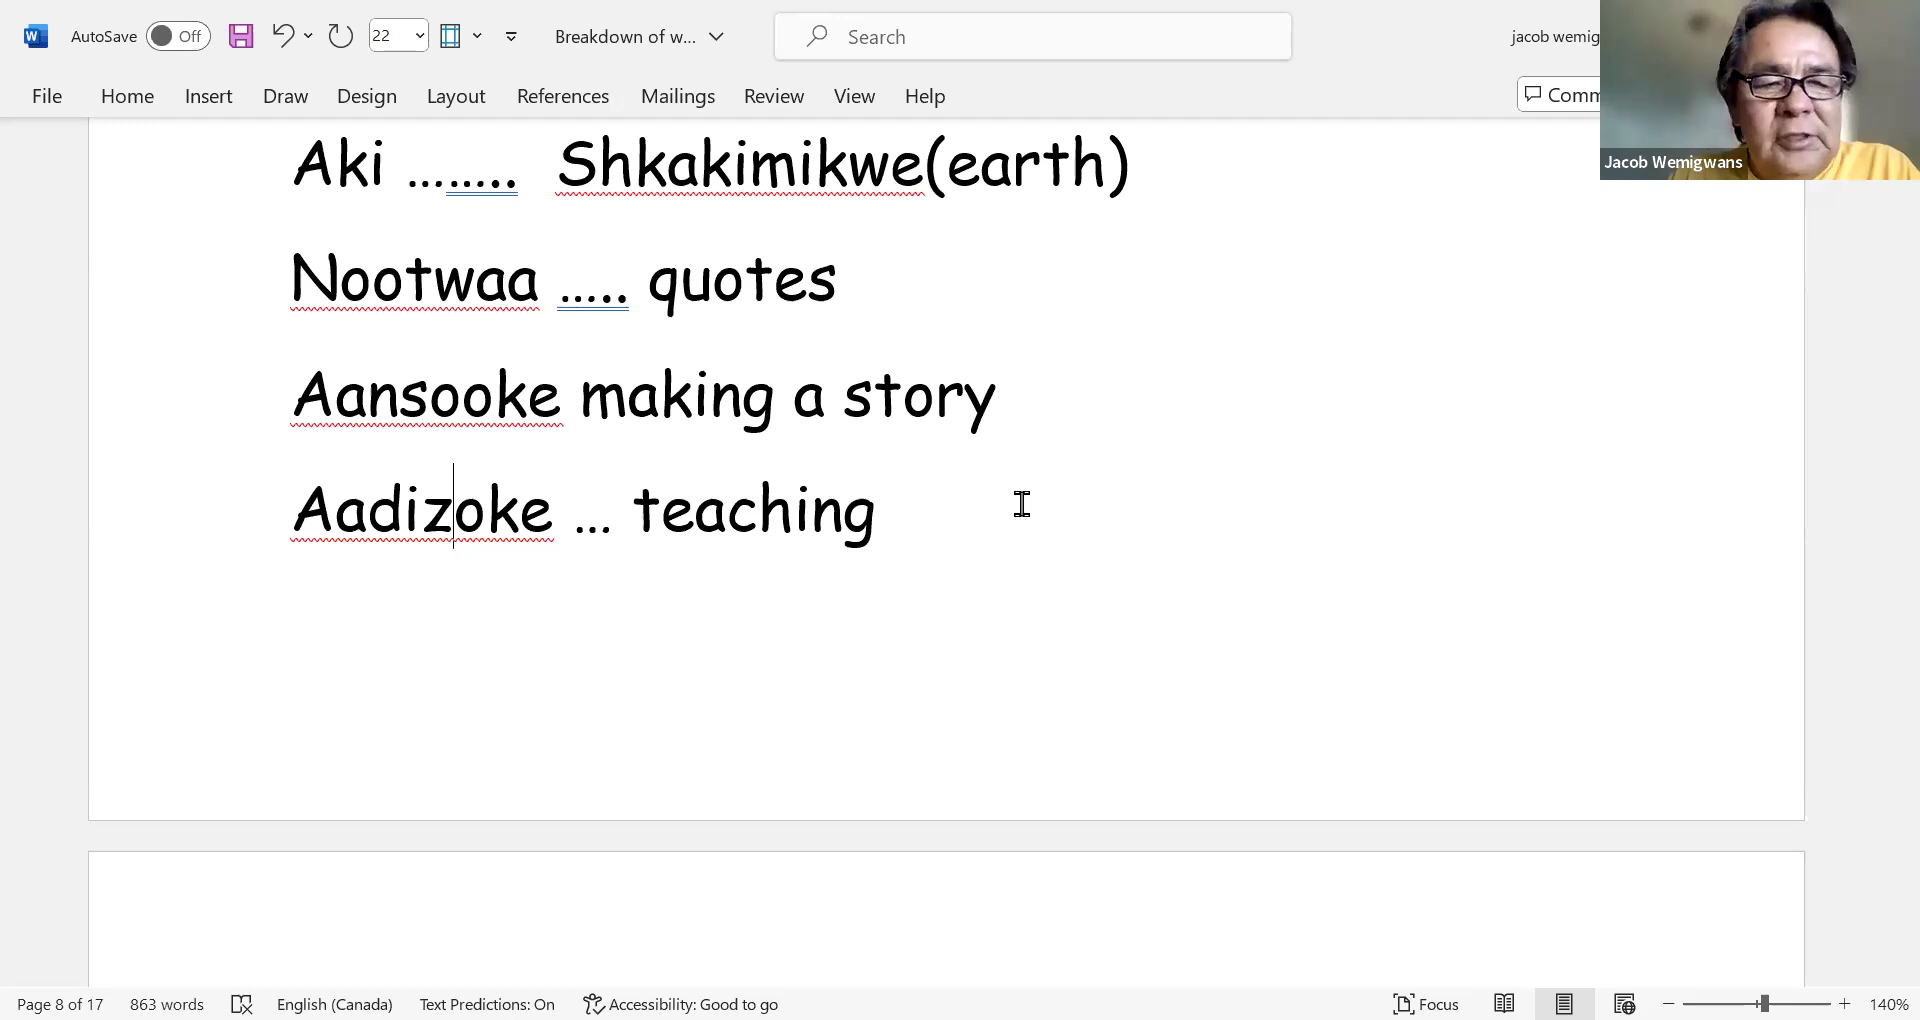 AutoSave Off 22 Breakdown of w... Search jacob wemig
File Home Insert Draw Design Layout References Mailings Review View Help Comm
Jacob Wemigwans
Aki …….. Shkakimikwe(earth)
Nootwaa ….. quotes
Aansooke making a story
Aadizoke … teaching
Page 8 of 17 863 words English (Canada) Text Predictions: On Accessibility: Good to go Focus 140%